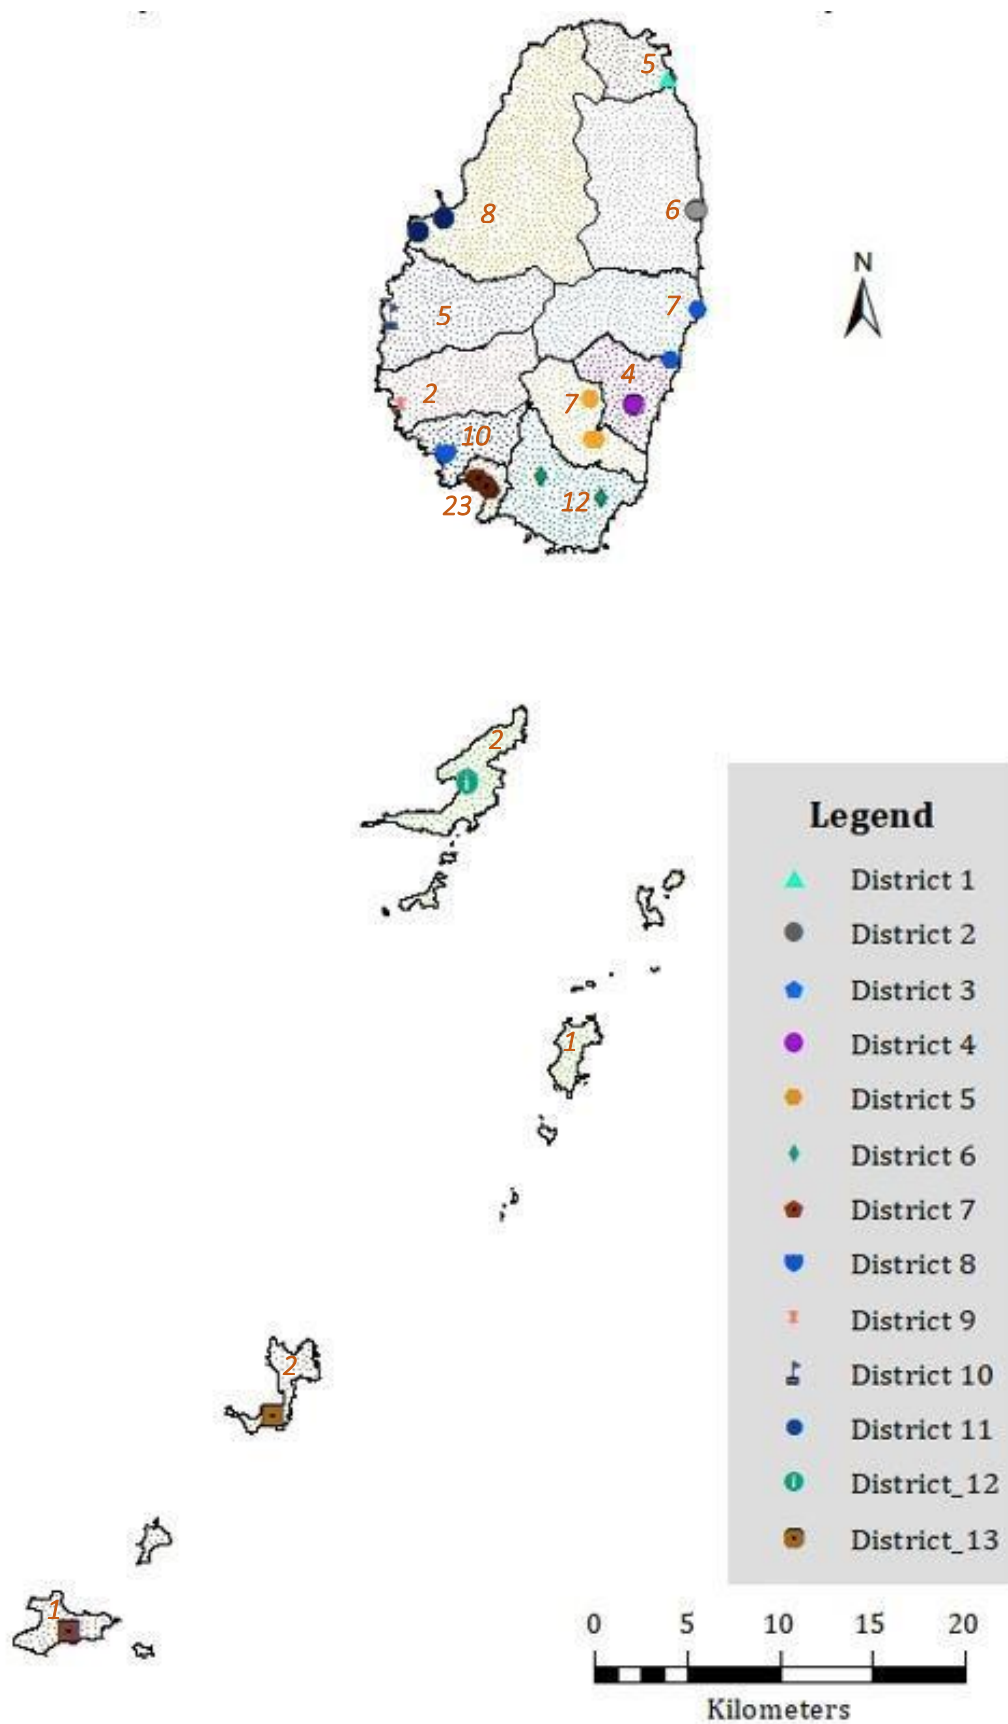 5
8
6
N
5
7
4
2
7
10
23
12
2
1
2
1
Legend
District 1
District 2
District 3
District 4
District 5
District 6
District 7
District 8
District 9
District 10
District 11
District_12
District_13
0 5 10 15 20
Kilometers